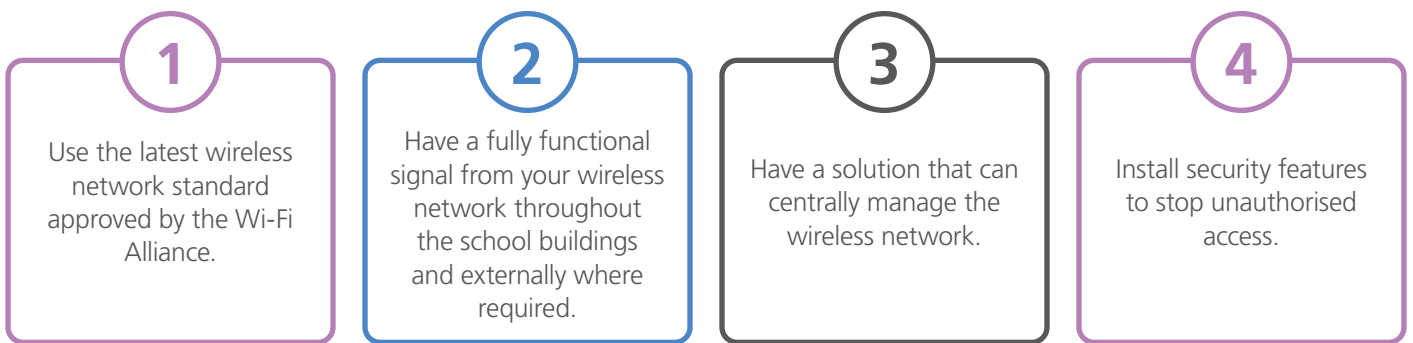 1
Use the latest wireless
network standard
approved by the Wi-Fi
Alliance.
2
Have a fully functional
signal from your wireless
network throughout
the school buildings
and externally where
required.
3
Have a solution that can
centrally manage the
wireless network.
4
Install security features
to stop unauthorised
access.